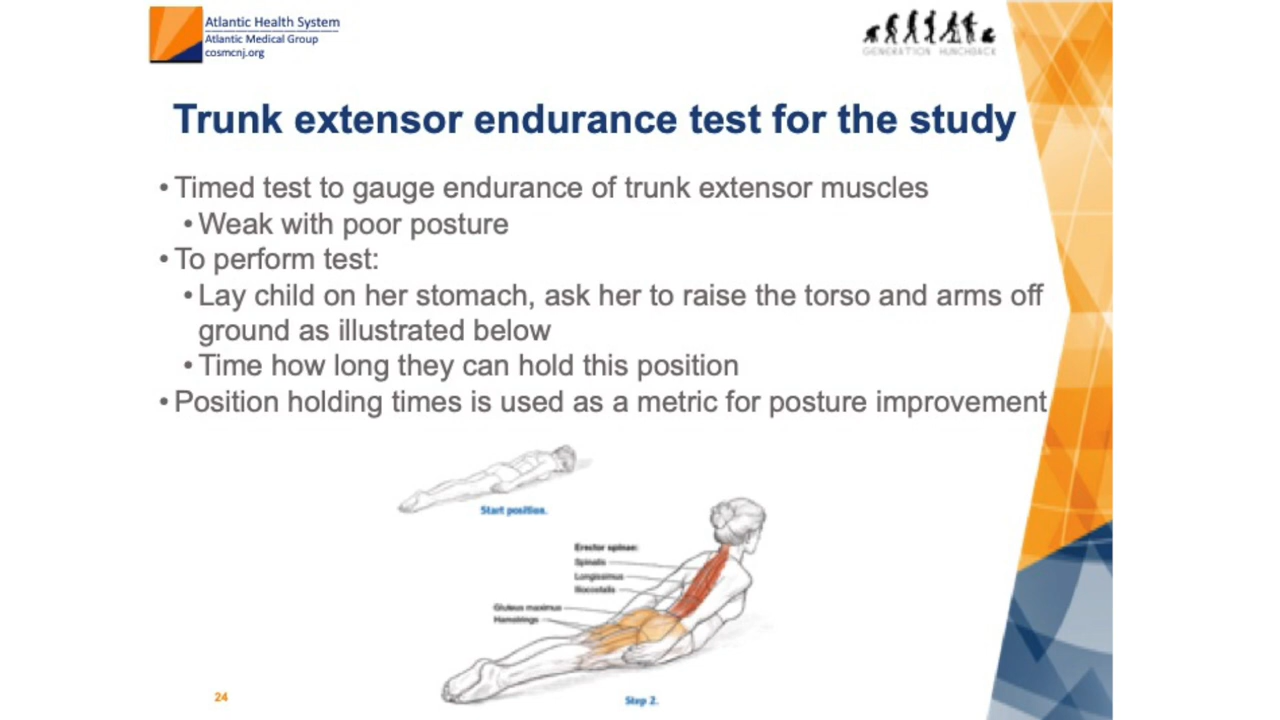 Atlantic Health System
Atlantic Medical Group
cosmcnj.org
GENERATION HUNCHBACK
Trunk extensor endurance test for the study
• Timed test to gauge endurance of trunk extensor muscles
• Weak with poor posture
• To perform test:
• Lay child on her stomach, ask her to raise the torso and arms off
ground as illustrated below
• Time how long they can hold this position
• Position holding times is used as a metric for posture improvement
Start position.
Erector spinae:
Spinalis
Longissimus
Iliocostalis
Gluteus maximus
Hamstrings
Step 2.
24